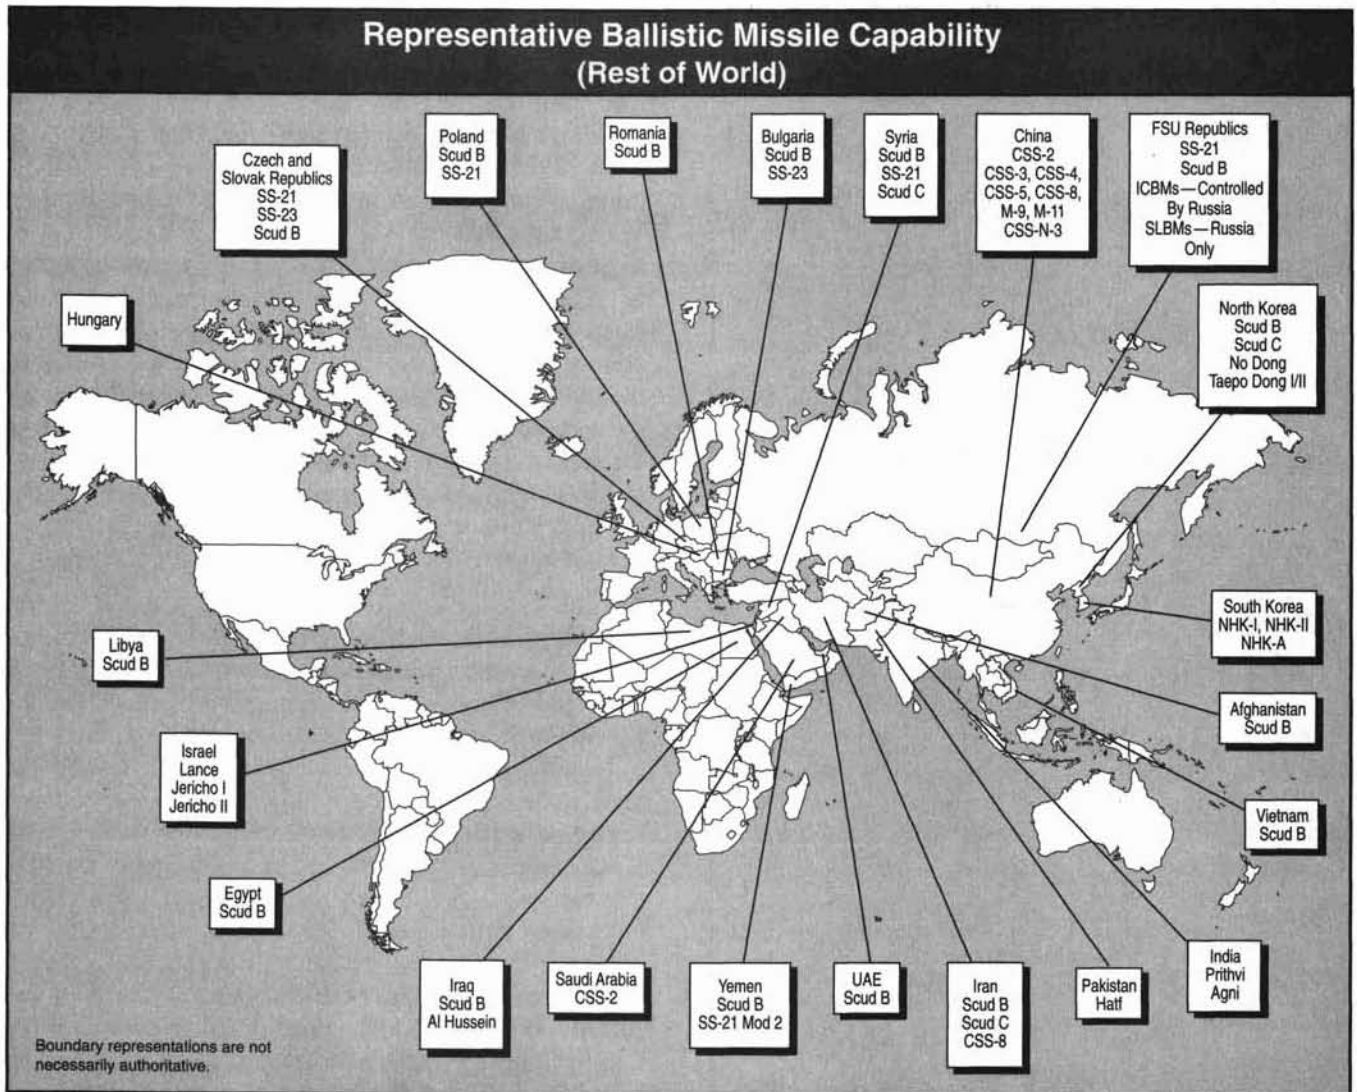 Representative Ballistic Missile Capability
(Rest of World)
Czech and
Slovak Republics
SS-21
SS-23
Scud B
Poland
Scud B
SS-21
Romania
Scud B
Bulgaria
Scud B
SS-23
Syria
Scud B
SS-21
Scud C
China
CSS-2
CSS-3, CSS-4,
CSS-5, CSS-8,
M-9, M-11
CSS-N-3
FSU Republics
SS-21
Scud B
ICBMs—Controlled
By Russia
SLBMs—Russia
Only
Hungary
North Korea
Scud B
Scud C
No Dong
Taepo Dong I/II
Libya
Scud B
South Korea
NHK-I, NHK-II
NHK-A
Afghanistan
Scud B
Israel
Lance
Jericho I
Jericho II
Vietnam
Scud B
Egypt
Scud B
Iraq
Scud B
Al Hussein
Saudi Arabia
CSS-2
Yemen
Scud B
SS-21 Mod 2
UAE
Scud B
Iran
Scud B
Scud C
CSS-8
Pakistan
Hatf
India
Prithvi
Agni
Boundary representations are not
necessarily authoritative.